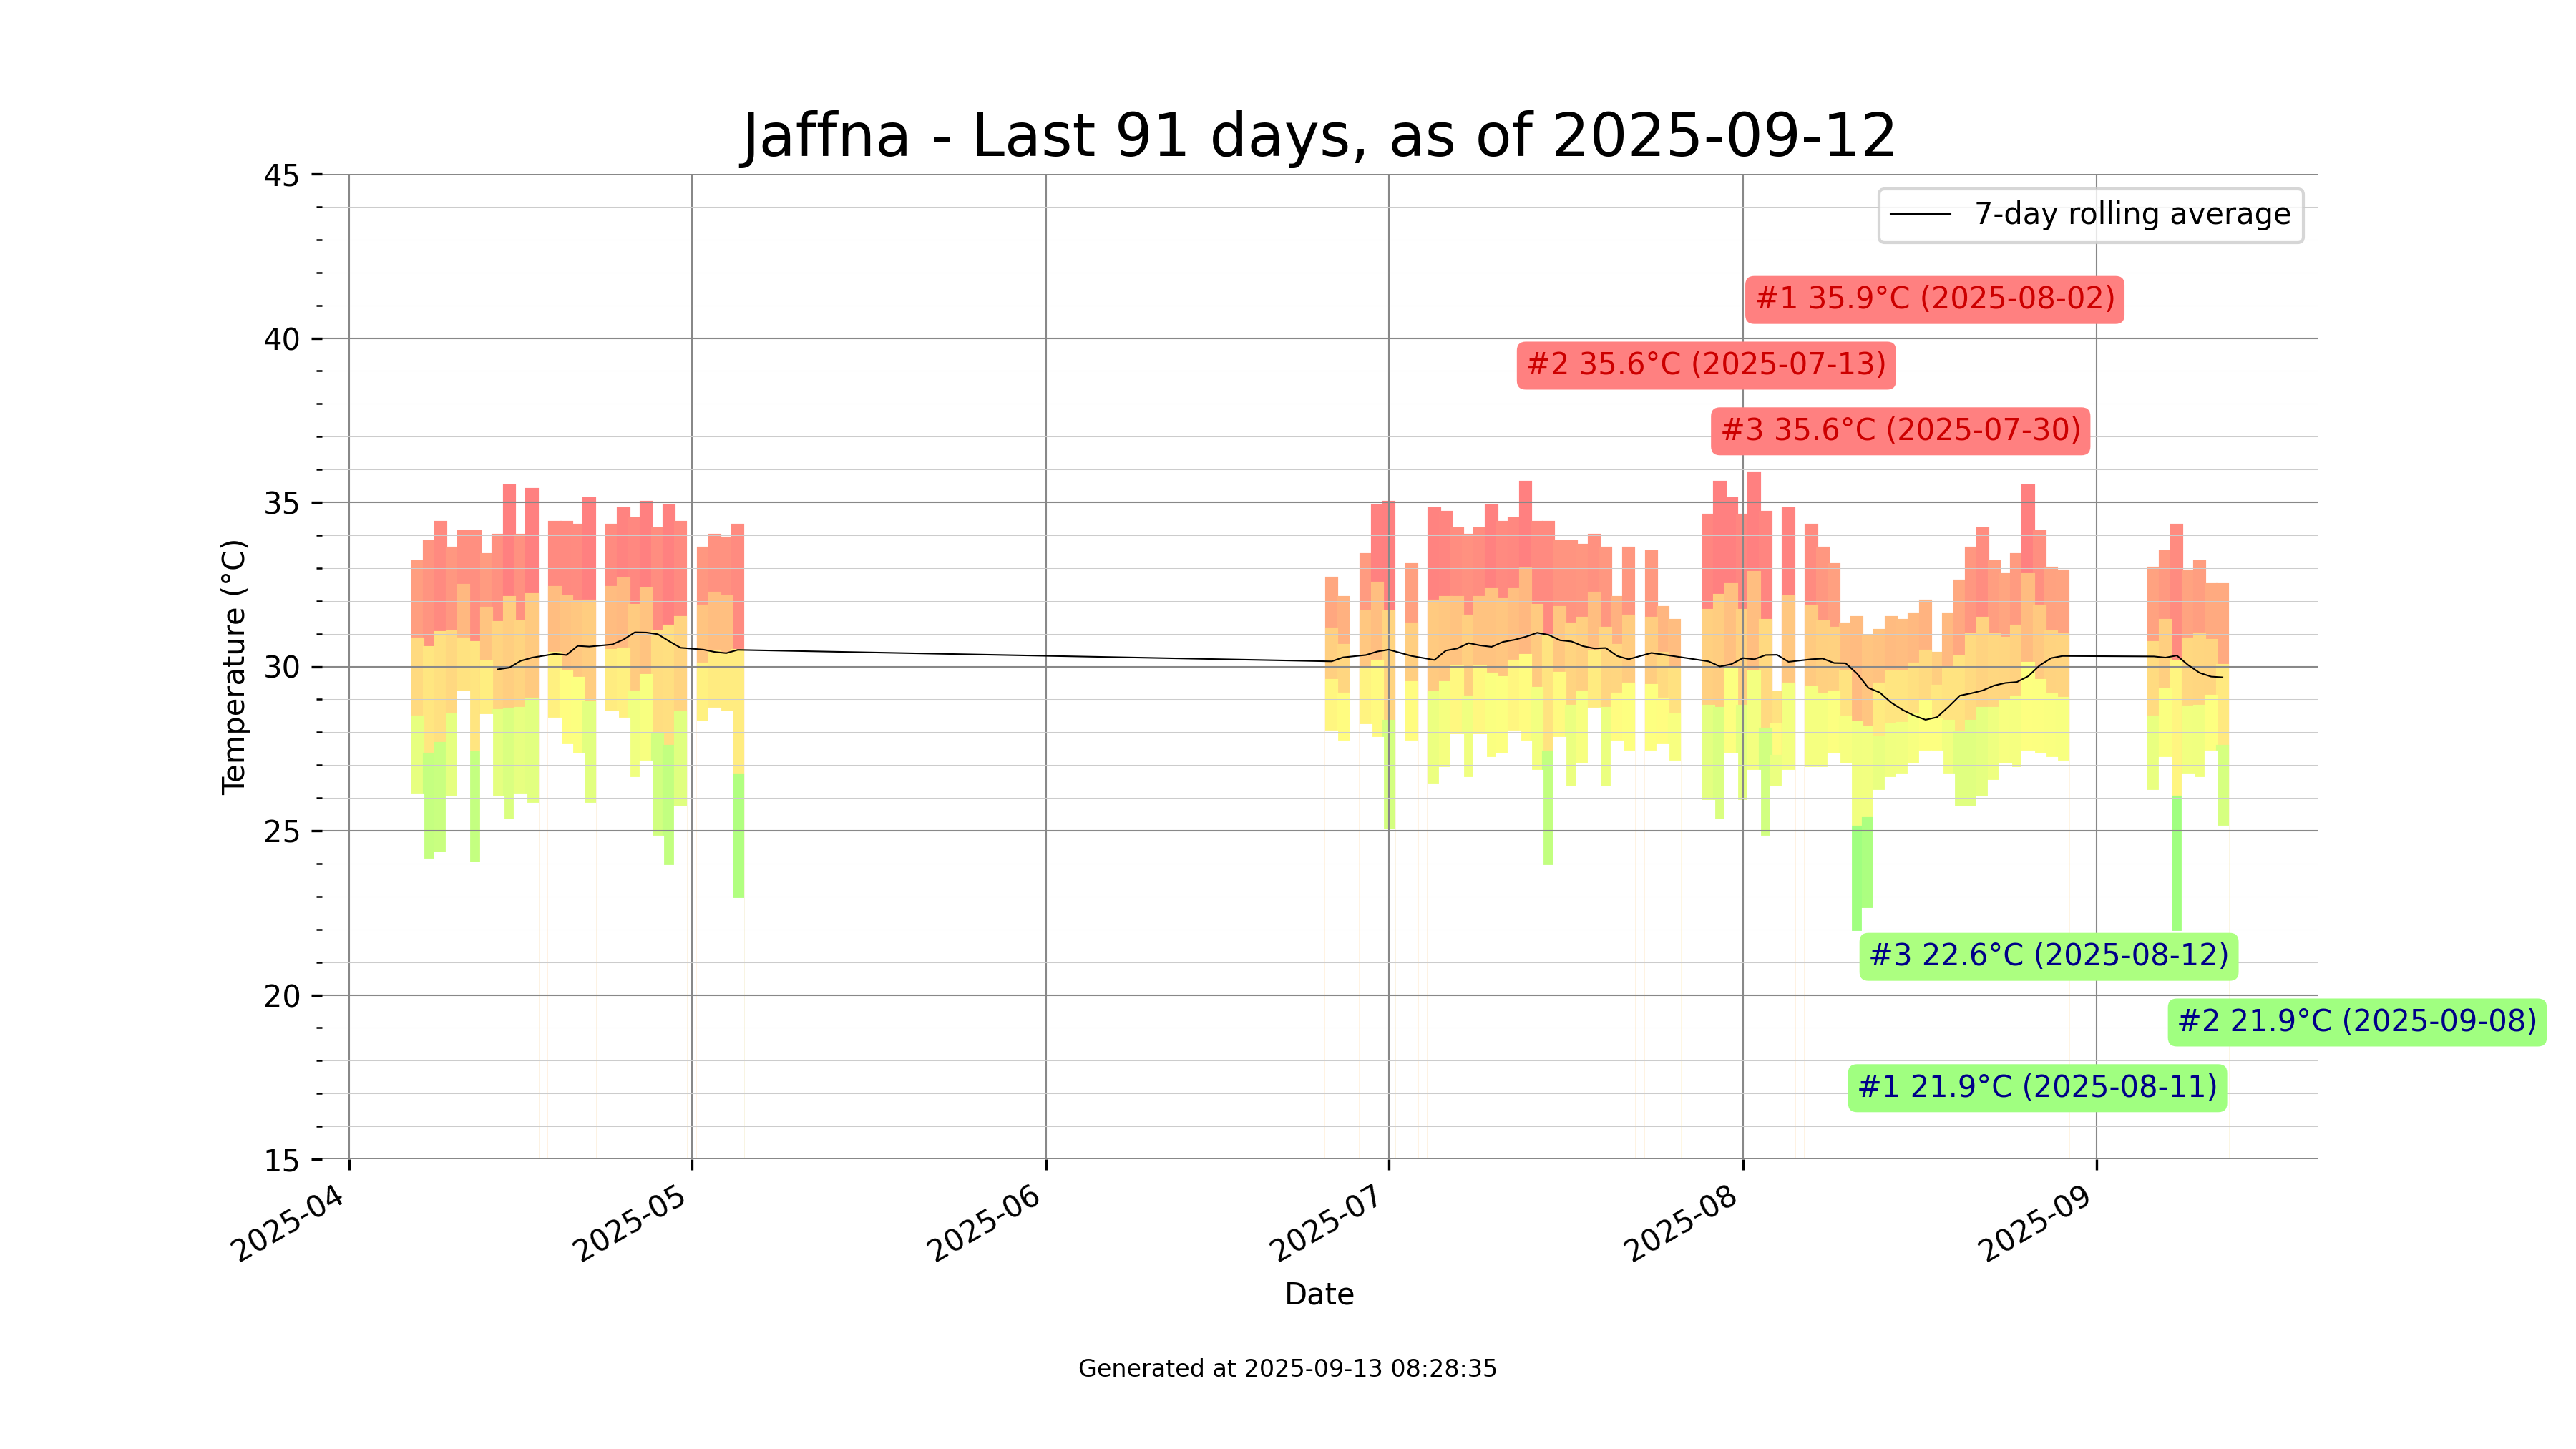 Jaffna - Last 91 days, as of 2025-09-12
45
40
35
30
25
20
15
Temperature (°C)
7-day rolling average
#1 35.9°C (2025-08-02)
#2 35.6°C (2025-07-13)
#3 35.6°C (2025-07-30)
#3 22.6°C (2025-08-12)
#2 21.9°C (2025-09-08)
#1 21.9°C (2025-08-11)
2025-04
2025-05
2025-06
2025-07
2025-08
2025-09
Date
Generated at 2025-09-13 08:28:35